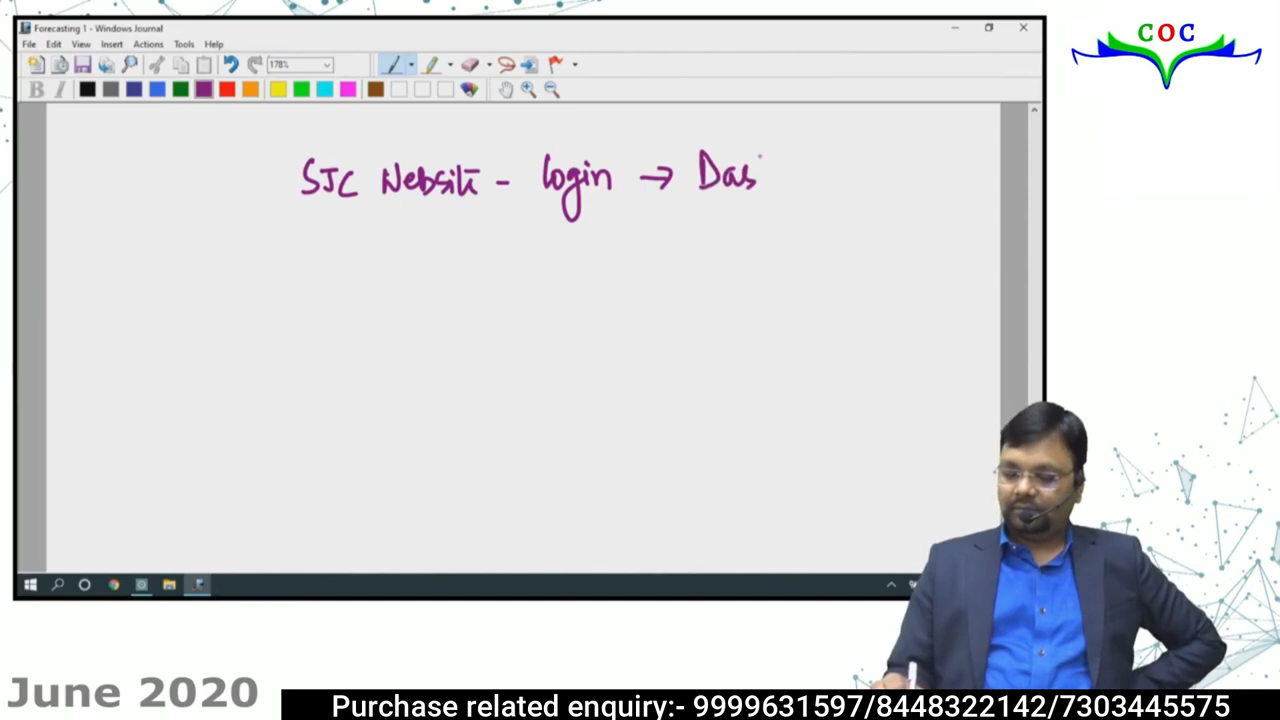 Forecasting 1 - Windows Journal
File Edit View Insert Actions Tools Help
178%
B I
COC
SJC Website - login → Das
June 2020
Purchase related enquiry:- 9999631597/8448322142/7303445575